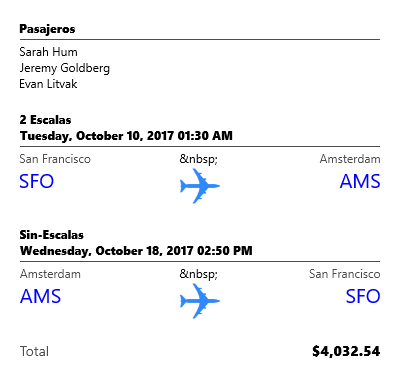 Pasajeros
Sarah Hum
Jeremy Goldberg
Evan Litvak
2 Escalas
Tuesday, October 10, 2017 01:30 AM
San Francisco &nbsp; Amsterdam
SFO AMS
Sin-Escalas
Wednesday, October 18, 2017 02:50 PM
Amsterdam &nbsp; San Francisco
AMS SFO
Total $4,032.54